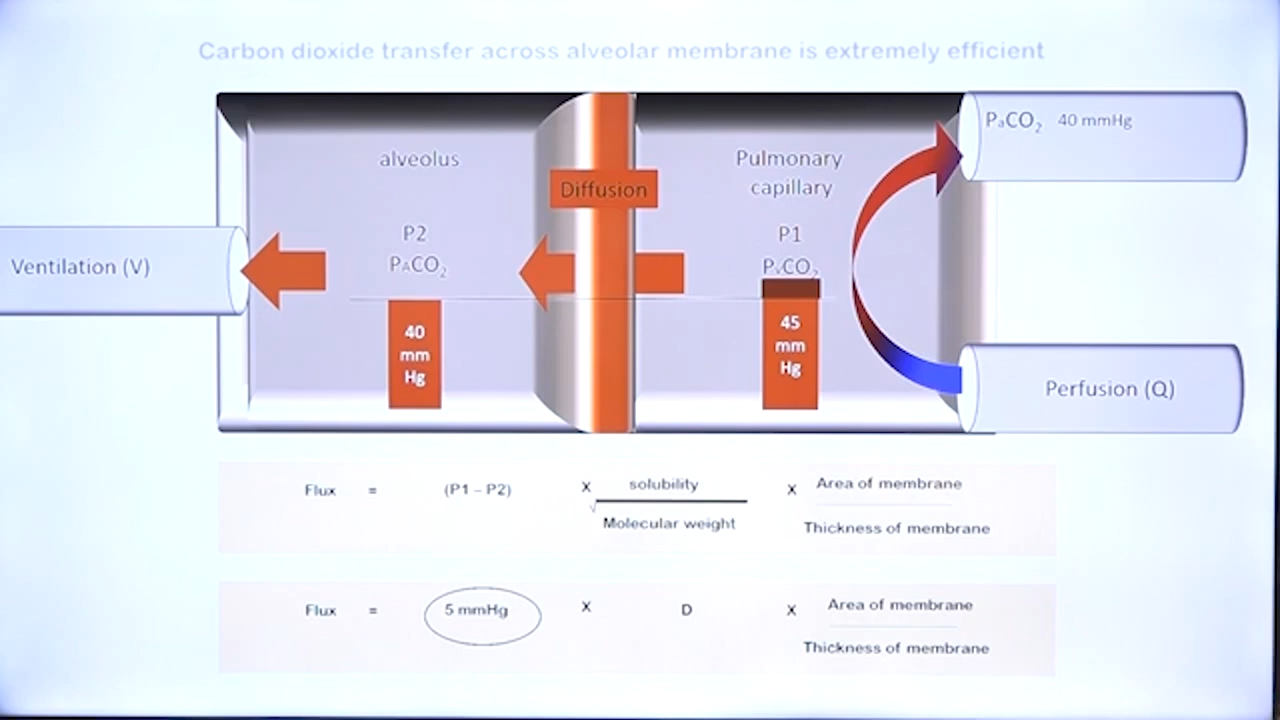 Carbon dioxide transfer across alveolar membrane is extremely efficient
PaCO2 40 mmHg
alveolus
Pulmonary
capillary
Diffusion
P2
PACO2
P1
PvCO2
Ventilation (V)
40
mm
Hg
45
mm
Hg
Perfusion (Q)
Flux = (P1 – P2) X solubility X Area of membrane
√ Molecular weight Thickness of membrane
Flux = 5 mmHg X D X Area of membrane
Thickness of membrane